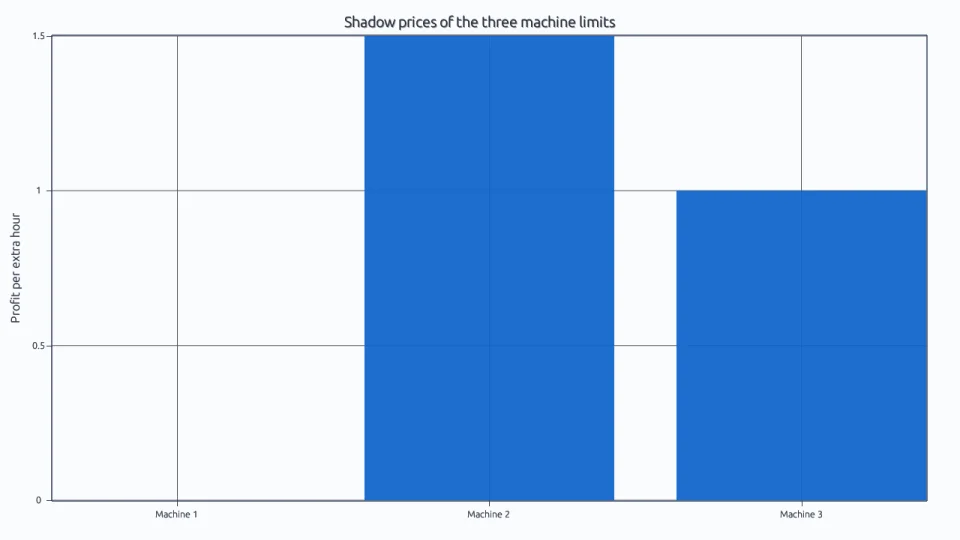 Shadow prices of the three machine limits
Profit per extra hour
1.5
1
0.5
0
Machine 1
Machine 2
Machine 3